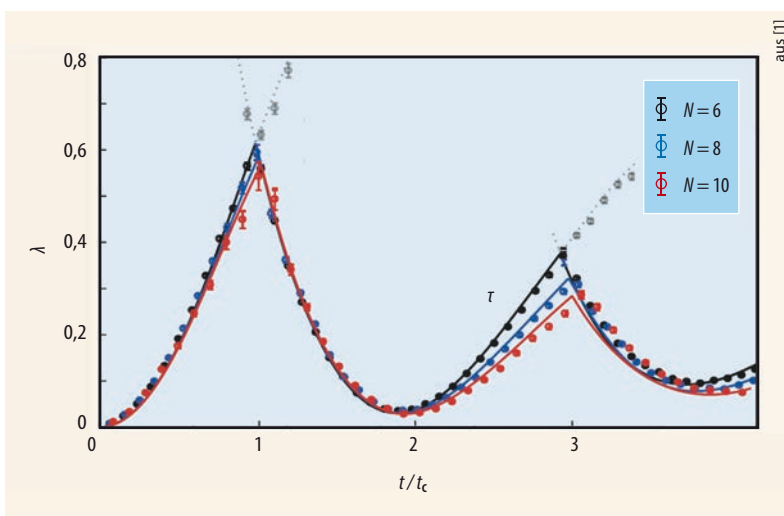 aus [1]
0,8
0,6
0,4
0,2
0
λ
τ
N = 6
N = 8
N = 10
0
1
2
3
t / tc